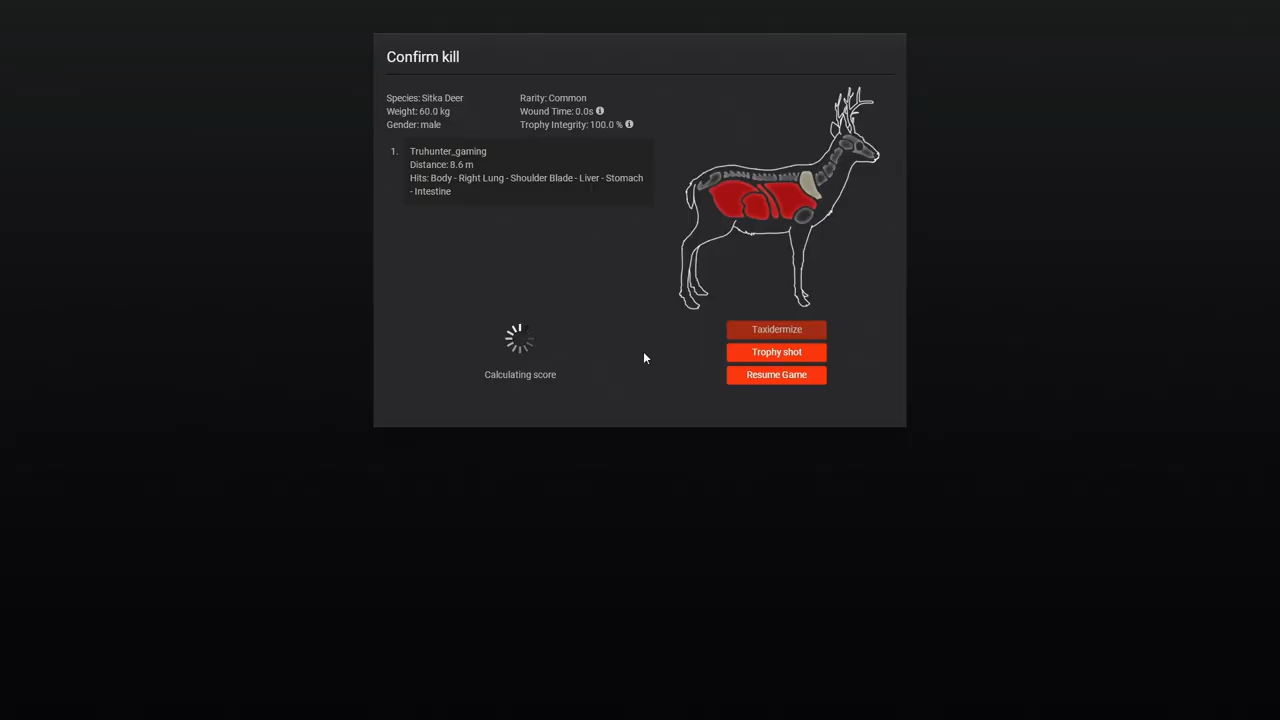 Confirm kill
Species: Sitka Deer
Rarity: Common
Weight: 60.0 kg
Wound Time: 0.0s
Gender: male
Trophy Integrity: 100.0 %
1. Truhunter_gaming
Distance: 8.6 m
Hits: Body - Right Lung - Shoulder Blade - Liver - Stomach
- Intestine
Taxidermize
Trophy shot
Calculating score
Resume Game